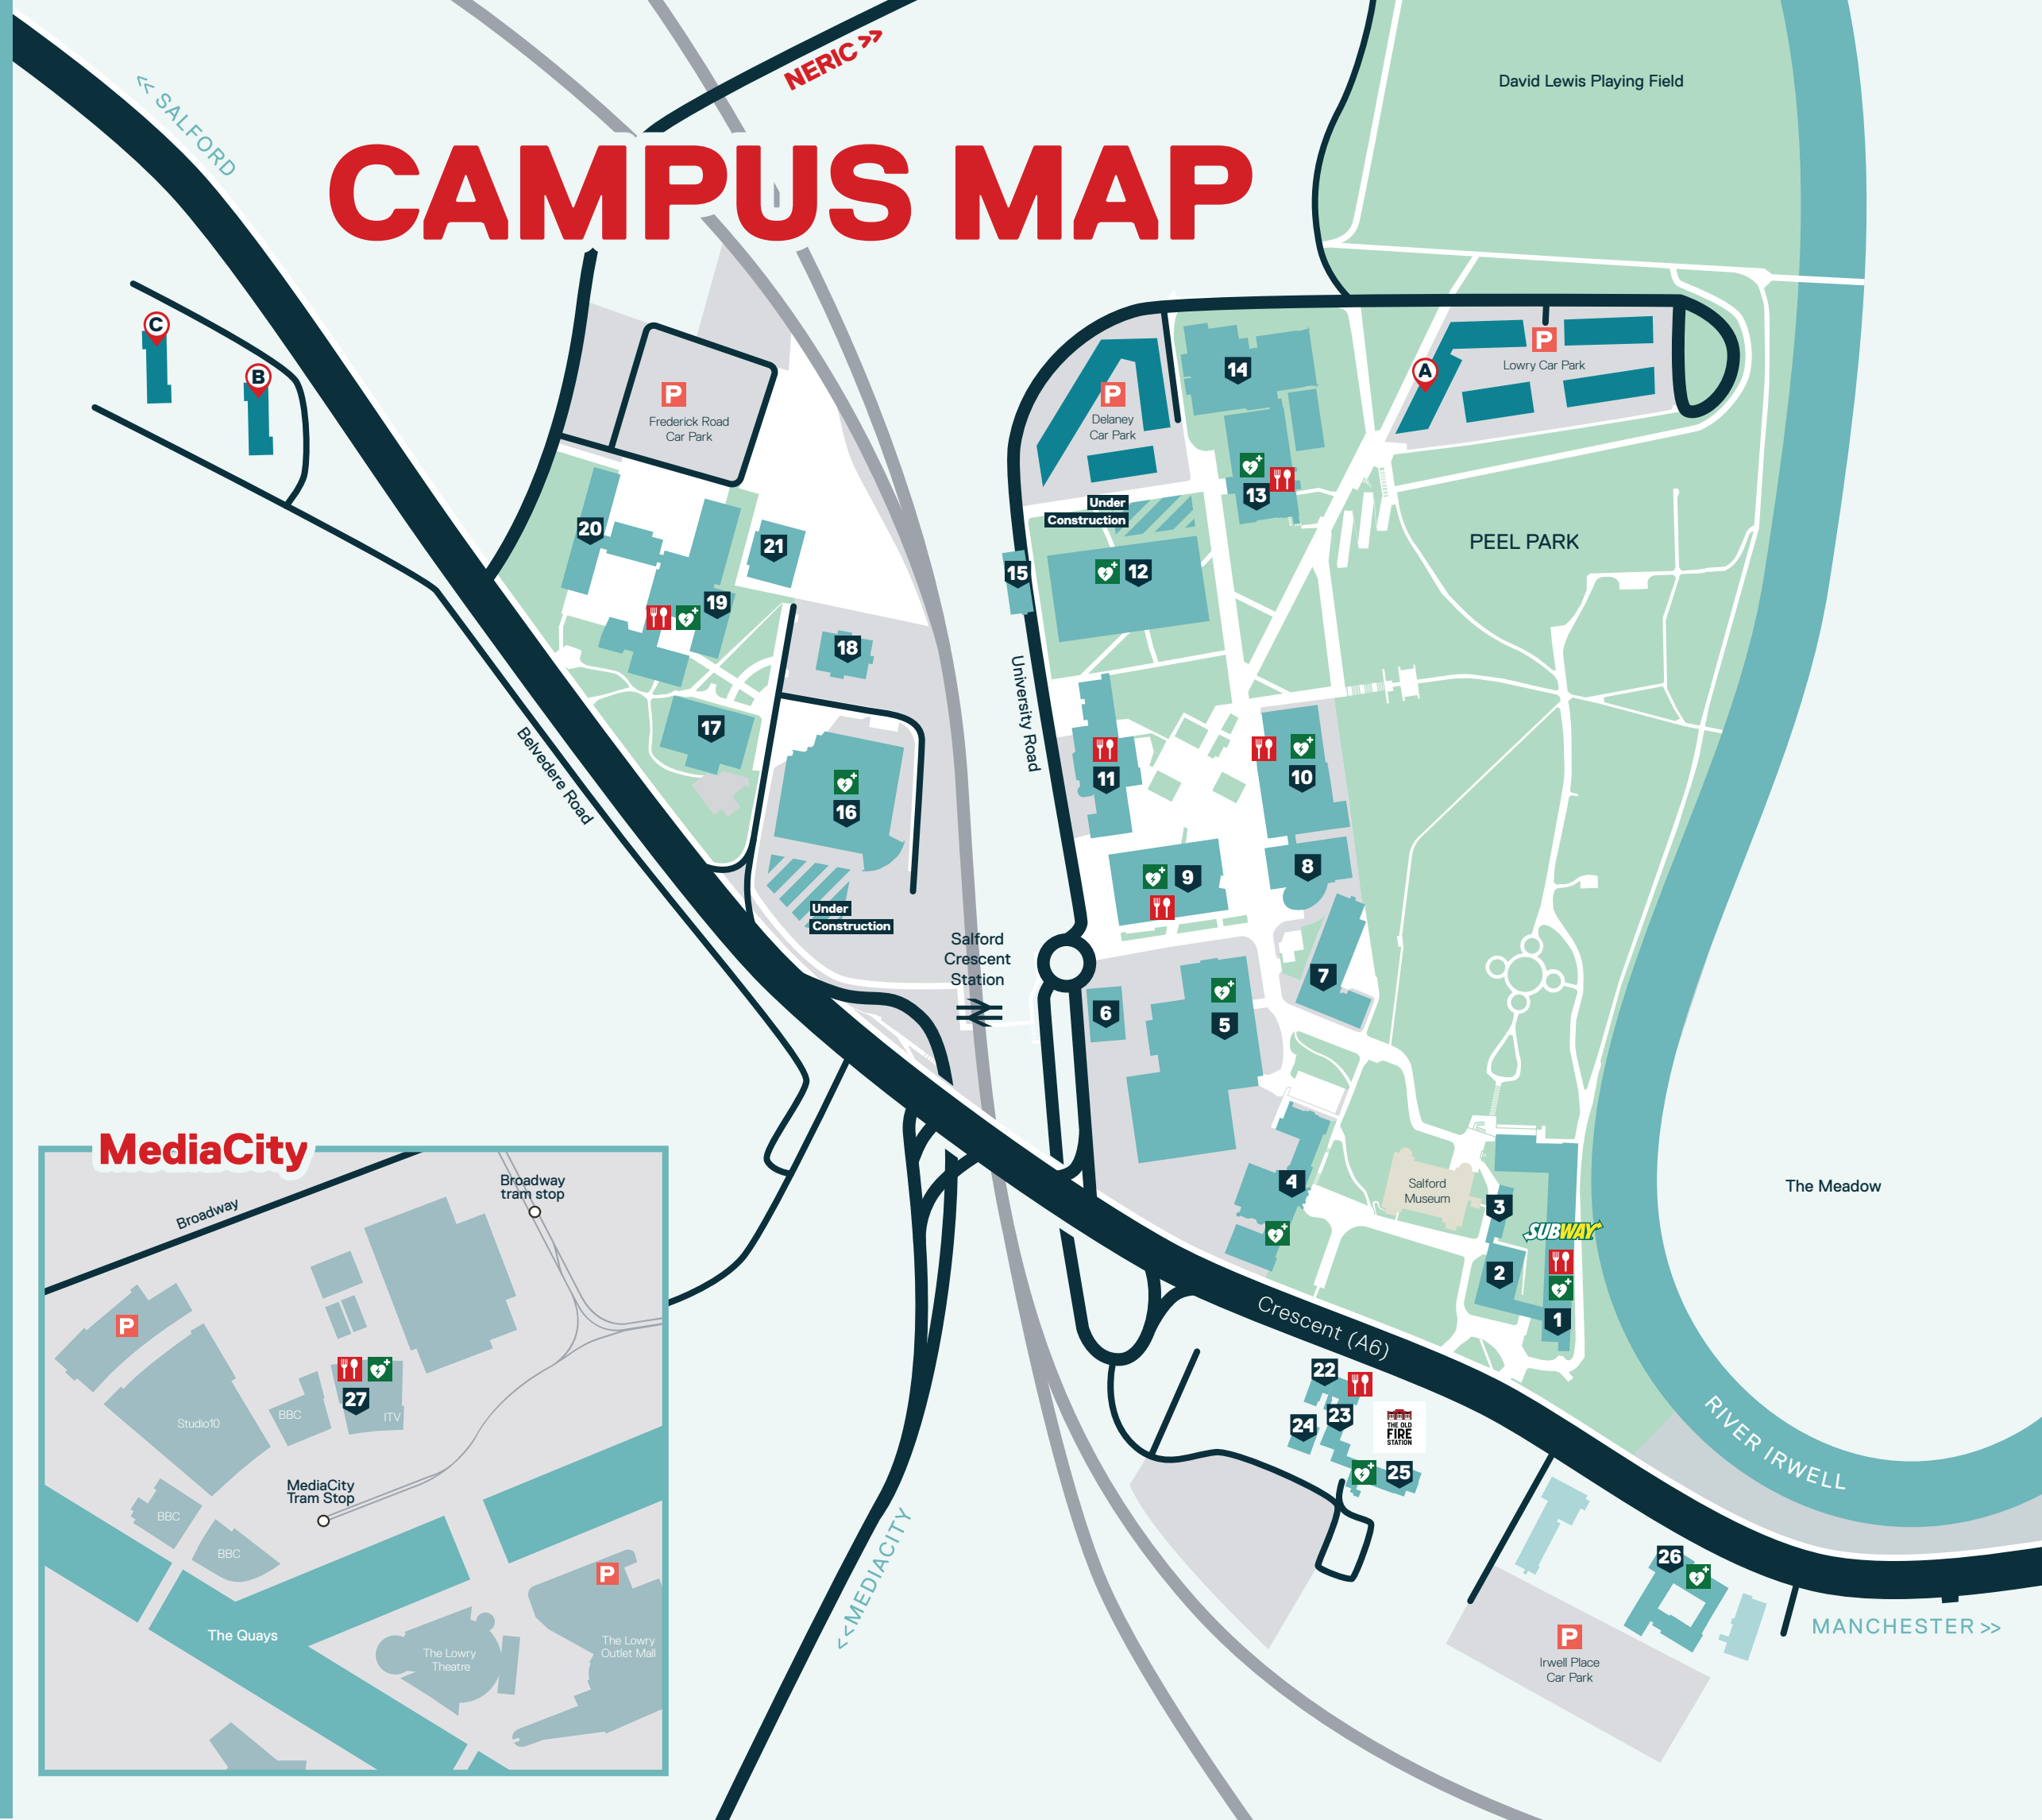 NERIC >>
<< SALFORD
CAMPUS MAP
David Lewis Playing Field
C
B
A
P
Lowry Car Park
P
Frederick Road
Car Park
P
Delaney
Car Park
14
13
Under
Construction
PEEL PARK
20
21
15
12
19
18
University Road
17
Belvedere Road
11
10
16
9
8
Under
Construction
Salford
Crescent
Station
7
6
5
4
Salford
Museum
3
The Meadow
SUBWAY
2
1
Crescent (A6)
22
23
24
THE OLD
FIRE
STATION
25
RIVER IRWELL
<<MEDIACITY
26
MANCHESTER >>
P
Irwell Place
Car Park
MediaCity
Broadway
Broadway
tram stop
P
27
Studio10
BBC
ITV
MediaCity
Tram Stop
BBC
BBC
P
The Quays
The Lowry
Theatre
The Lowry
Outlet Mall